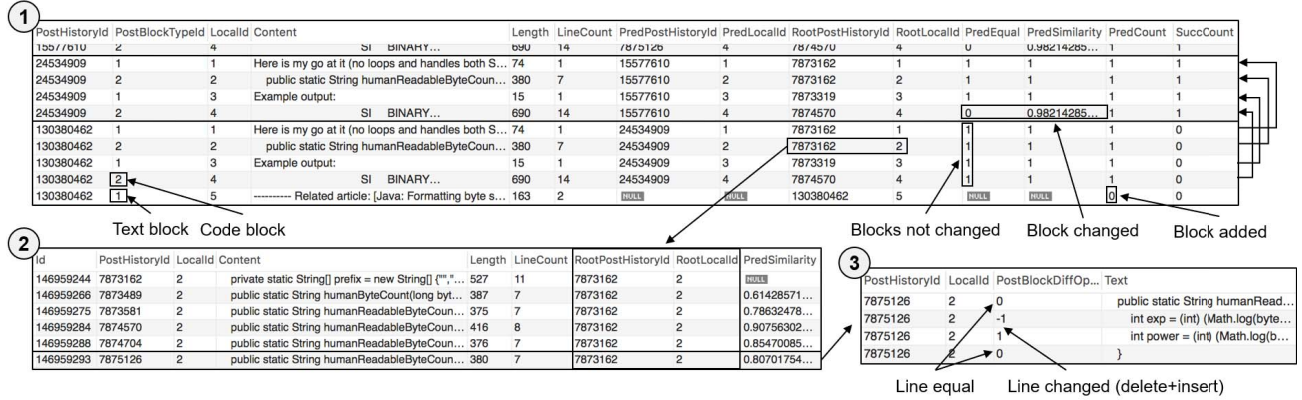 1
PostHistoryId PostBlockTypeId LocalId Content Length LineCount PredPostHistoryId PredLocalId RootPostHistoryId RootLocalId PredEqual PredSimilarity PredCount SuccCount
15577610 2 4 SI BINARY... 690 14 7875126 4 7874570 4 0 0.98214285... 1 1
24534909 1 1 Here is my go at it (no loops and handles both S... 74 1 15577610 1 7873162 1 1 1 1 1
24534909 2 2 public static String humanReadableByteCoun... 380 7 15577610 2 7873162 2 1 1 1 1
24534909 1 3 Example output: 15 1 15577610 3 7873319 3 1 1 1 1
24534909 2 4 SI BINARY... 690 14 15577610 4 7874570 4 0 0.98214285... 1 1
130380462 1 1 Here is my go at it (no loops and handles both S... 74 1 24534909 1 7873162 1 1 1 1 0
130380462 2 2 public static String humanReadableByteCoun... 380 7 24534909 2 7873162 2 1 1 1 0
130380462 1 3 Example output: 15 1 24534909 3 7873319 3 1 1 1 0
130380462 2 4 SI BINARY... 690 14 24534909 4 7874570 4 1 1 1 0
130380462 1 5 ---------- Related article: [Java: Formatting byte s... 163 2 NULL NULL 130380462 5 NULL NULL 0 0
Text block Code block Blocks not changed Block changed Block added
2
Id PostHistoryId LocalId Content Length LineCount RootPostHistoryId RootLocalId PredSimilarity
146959244 7873162 2 private static String[] prefix = new String[] {"","... 527 11 7873162 2 NULL
146959266 7873489 2 public static String humanByteCount(long byt... 387 7 7873162 2 0.61428571...
146959275 7873581 2 public static String humanReadableByteCoun... 375 7 7873162 2 0.78632478...
146959284 7874570 2 public static String humanReadableByteCoun... 416 8 7873162 2 0.90756302...
146959288 7874704 2 public static String humanReadableByteCoun... 376 7 7873162 2 0.85470085...
146959293 7875126 2 public static String humanReadableByteCoun... 380 7 7873162 2 0.80701754...
3
PostHistoryId LocalId PostBlockDiffOp... Text
7875126 2 0 public static String humanRead...
7875126 2 -1 int exp = (int) (Math.log(byte...
7875126 2 1 int power = (int) (Math.log(b...
7875126 2 0 }
Line equal Line changed (delete+insert)